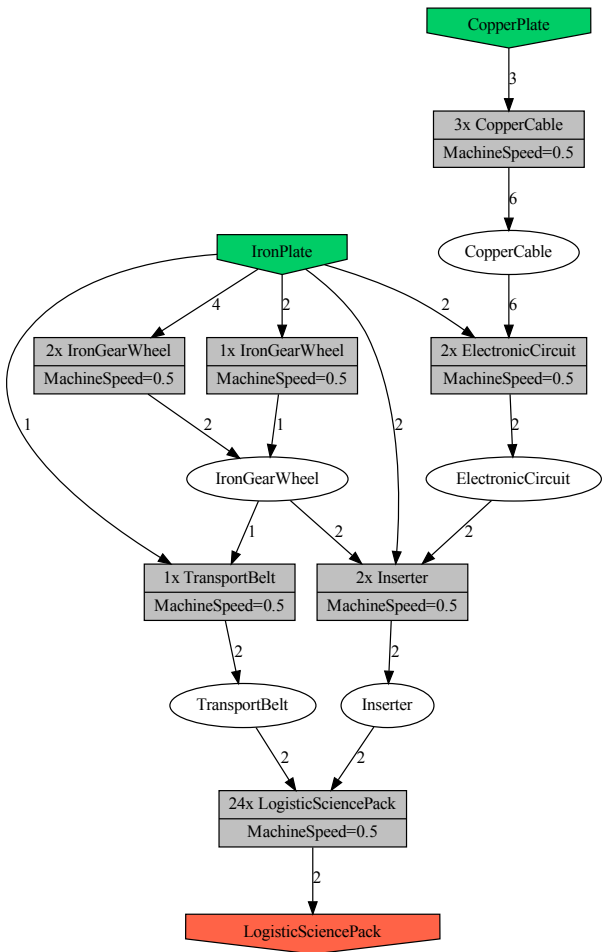 CopperPlate
3
3x CopperCable
MachineSpeed=0.5
6
CopperCable
IronPlate
4
2
2
6
2x IronGearWheel
MachineSpeed=0.5
1x IronGearWheel
MachineSpeed=0.5
2x ElectronicCircuit
MachineSpeed=0.5
1
2
1
2
2
IronGearWheel
ElectronicCircuit
1
2
2
1x TransportBelt
MachineSpeed=0.5
2x Inserter
MachineSpeed=0.5
2
2
TransportBelt
Inserter
2
2
24x LogisticSciencePack
MachineSpeed=0.5
2
LogisticSciencePack